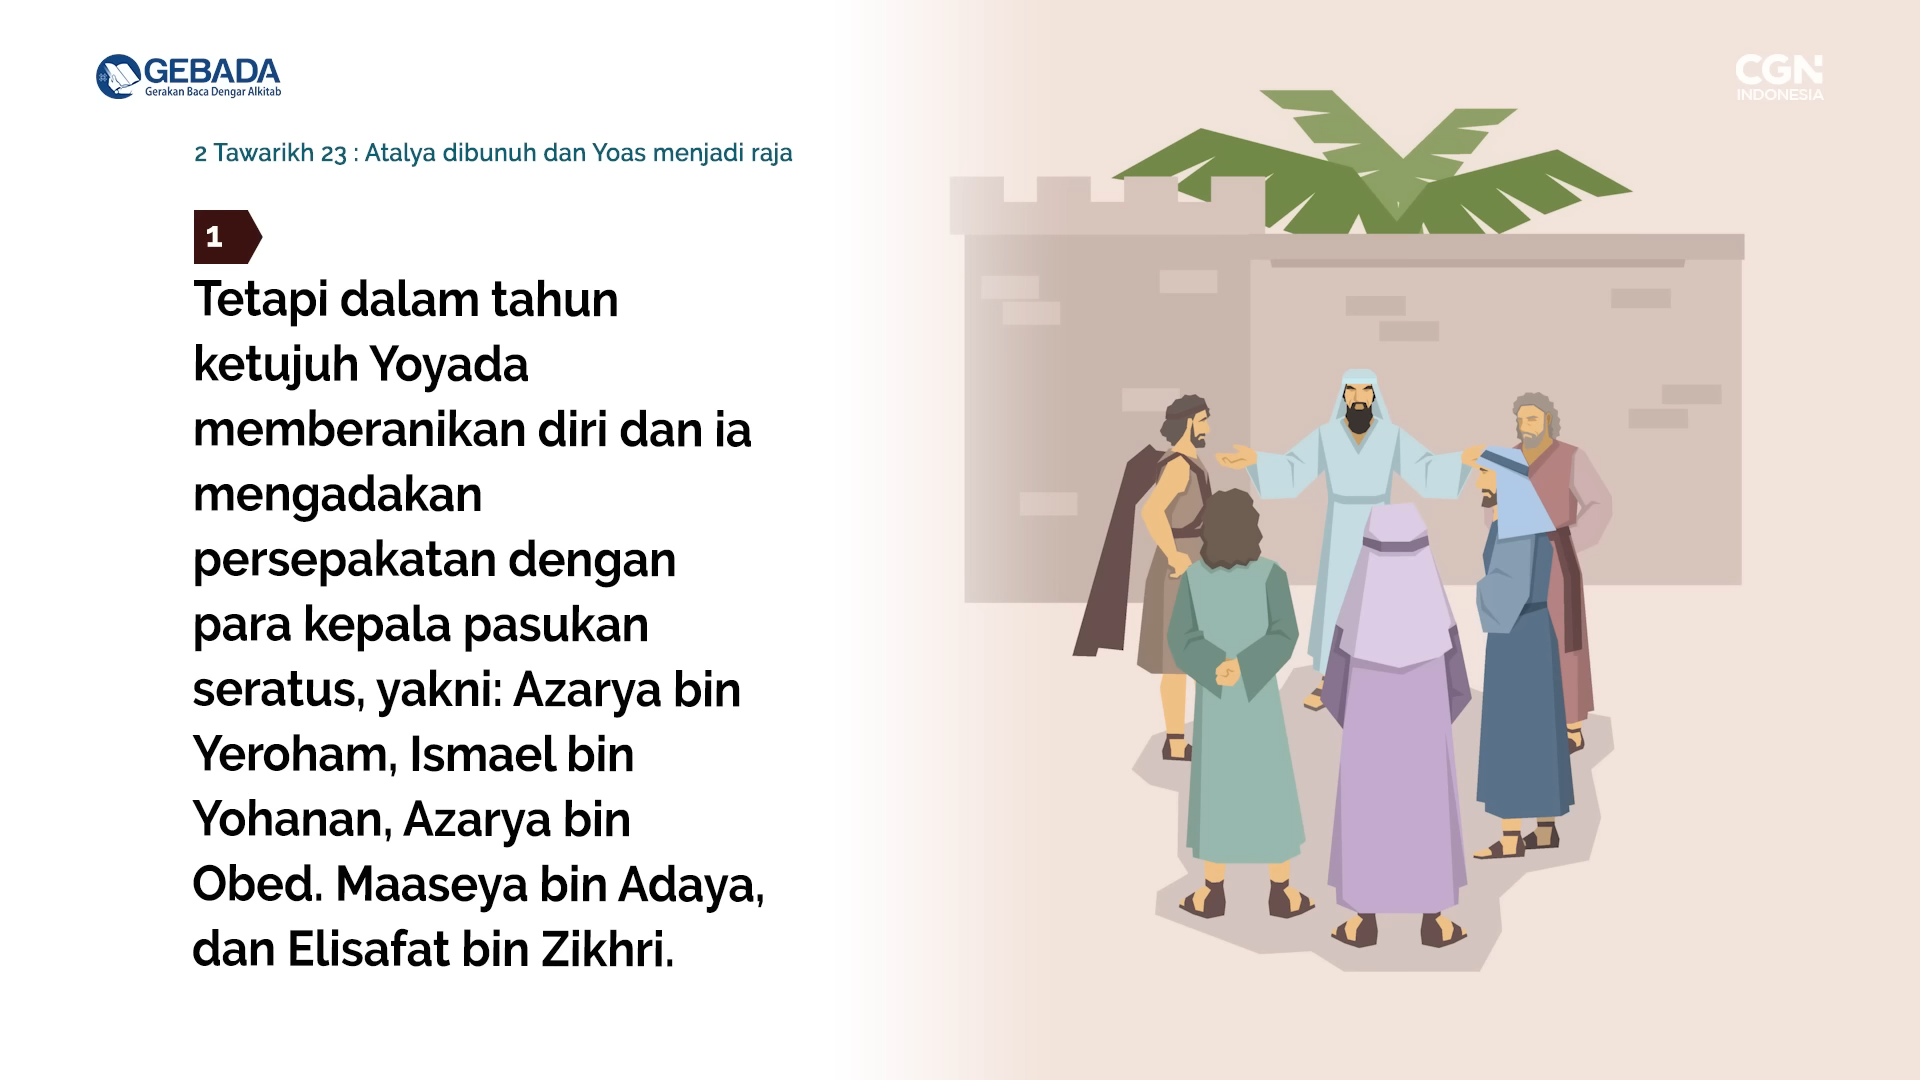 GEBADA
Gerakan Baca Dengar Alkitab
CGN
INDONESIA
2 Tawarikh 23 : Atalya dibunuh dan Yoas menjadi raja
1
Tetapi dalam tahun
ketujuh Yoyada
memberanikan diri dan ia
mengadakan
persepakatan dengan
para kepala pasukan
seratus, yakni: Azarya bin
Yeroham, Ismael bin
Yohanan, Azarya bin
Obed. Maaseya bin Adaya,
dan Elisafat bin Zikhri.